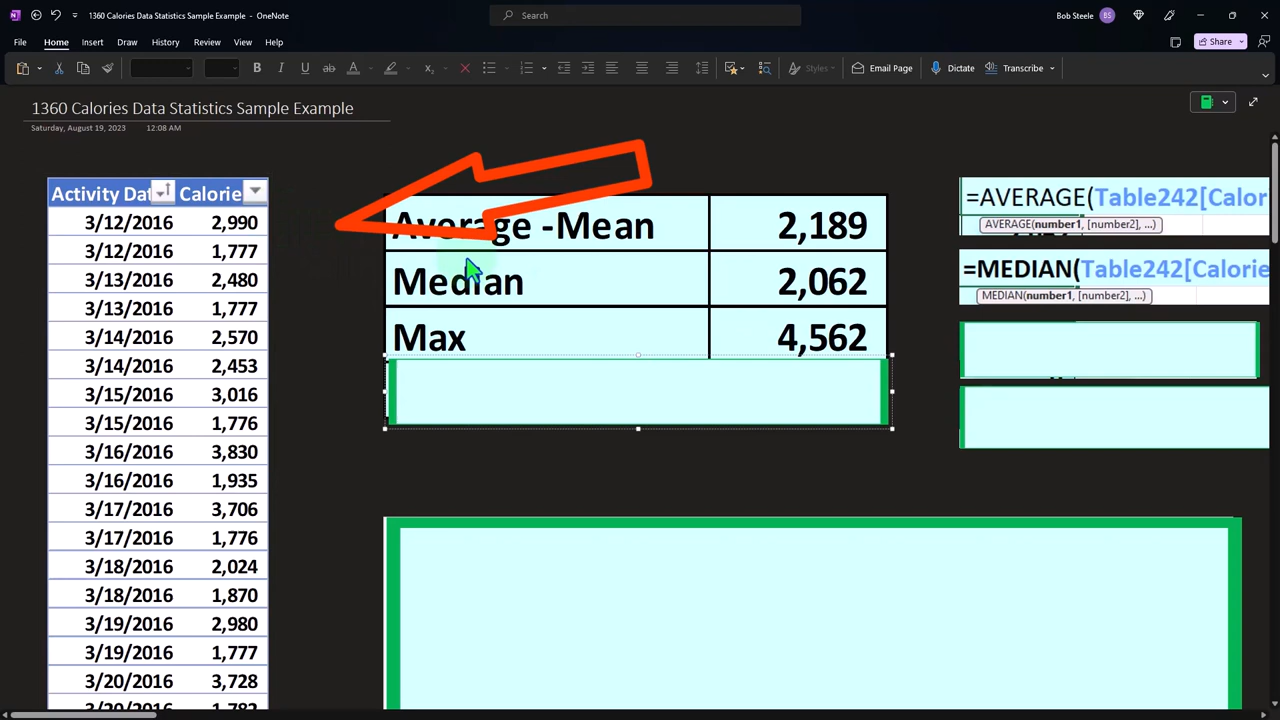 1360 Calories Data Statistics Sample Example - OneNote
Search
Bob Steele
BS
File Home Insert Draw History Review View Help
Share
Email Page
Dictate
Transcribe
Styles
1360 Calories Data Statistics Sample Example
Saturday, August 19, 2023 12:08 AM
Activity Dat Calorie
3/12/2016 2,990
3/12/2016 1,777
3/13/2016 2,480
3/13/2016 1,777
3/14/2016 2,570
3/14/2016 2,453
3/15/2016 3,016
3/15/2016 1,776
3/16/2016 3,830
3/16/2016 1,935
3/17/2016 3,706
3/17/2016 1,776
3/18/2016 2,024
3/18/2016 1,870
3/19/2016 2,980
3/19/2016 1,777
3/20/2016 3,728
3/20/2016 1,782
Average -Mean 2,189
Median 2,062
Max 4,562
=AVERAGE(Table242[Calor
AVERAGE(number1, [number2], ...)
=MEDIAN(Table242[Calorie
MEDIAN(number1, [number2], ...)